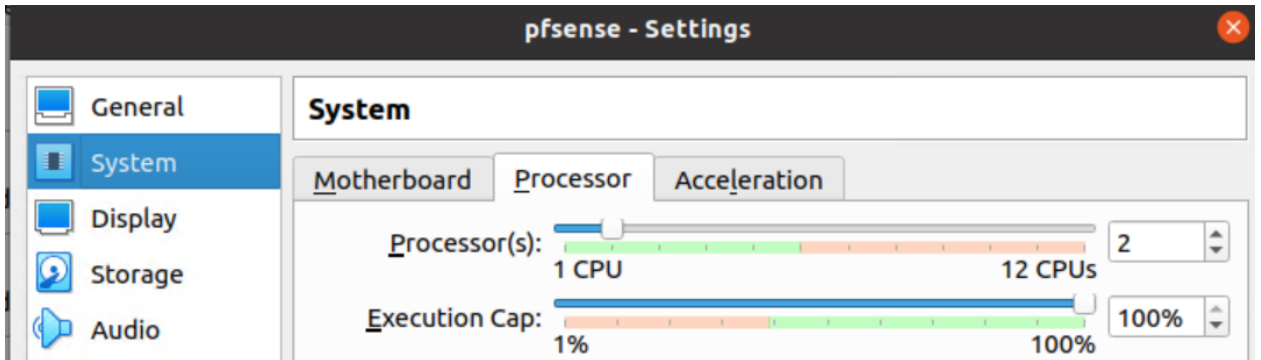 pfsense - Settings
General
System
Display
Storage
Audio
System
Motherboard Processor Acceleration
Processor(s): 2
1 CPU 12 CPUs
Execution Cap: 100%
1% 100%